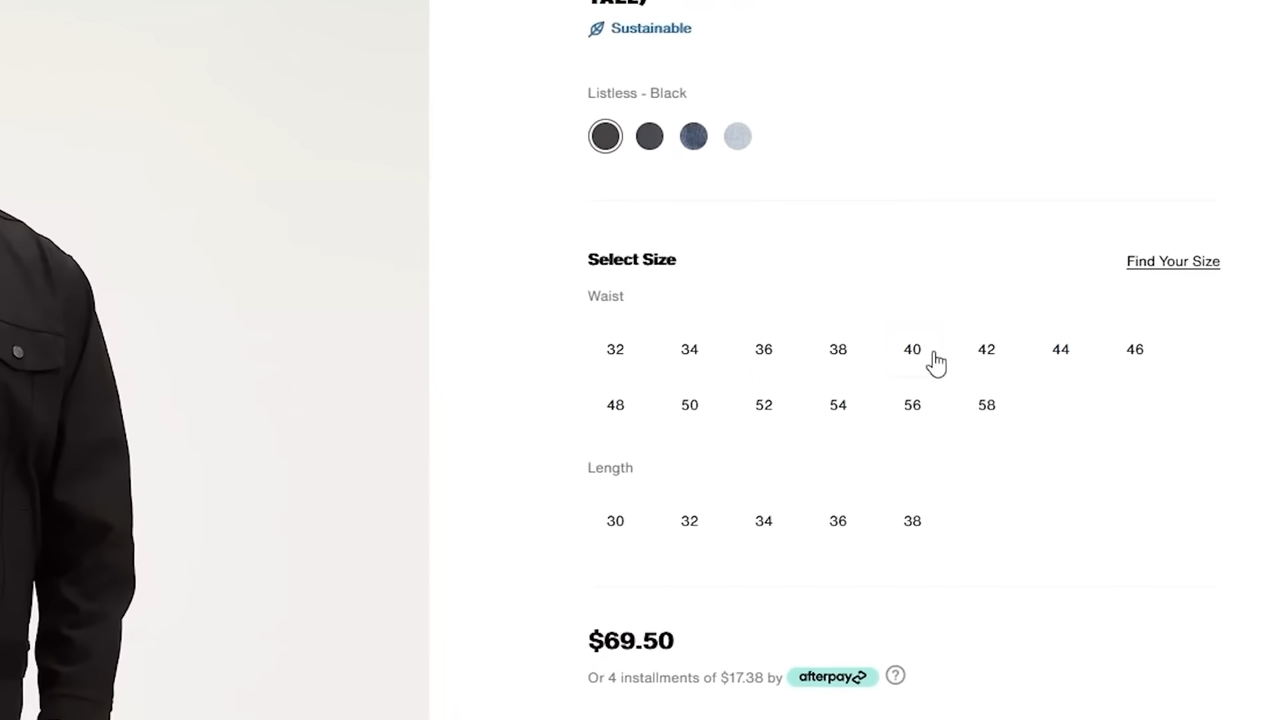 Sustainable
Listless - Black
Select Size
Find Your Size
Waist
32 34 36 38 40 42 44 46
48 50 52 54 56 58
Length
30 32 34 36 38
$69.50
Or 4 installments of $17.38 by afterpay ?